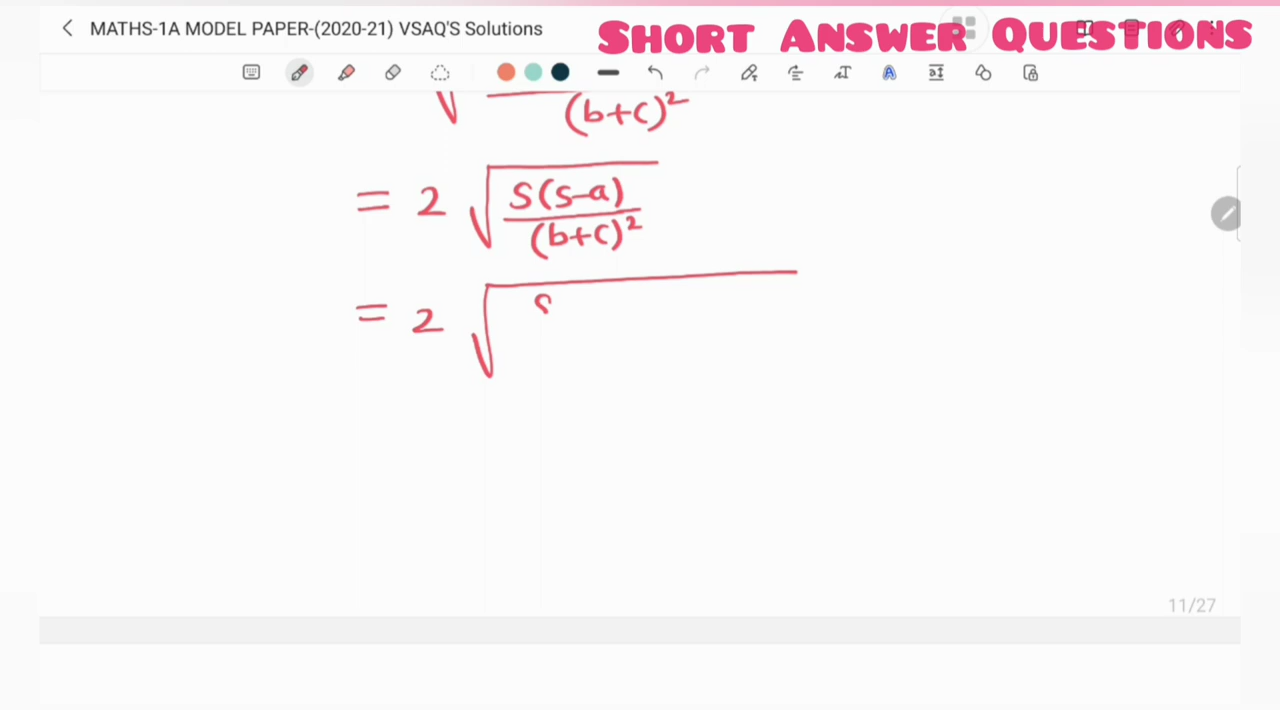 MATHS-1A MODEL PAPER-(2020-21) VSAQ'S Solutions
SHORT ANSWER QUESTIONS
√ (b+c)²
= 2 √ S(s-a) / (b+c)²
= 2 √ S
11/27